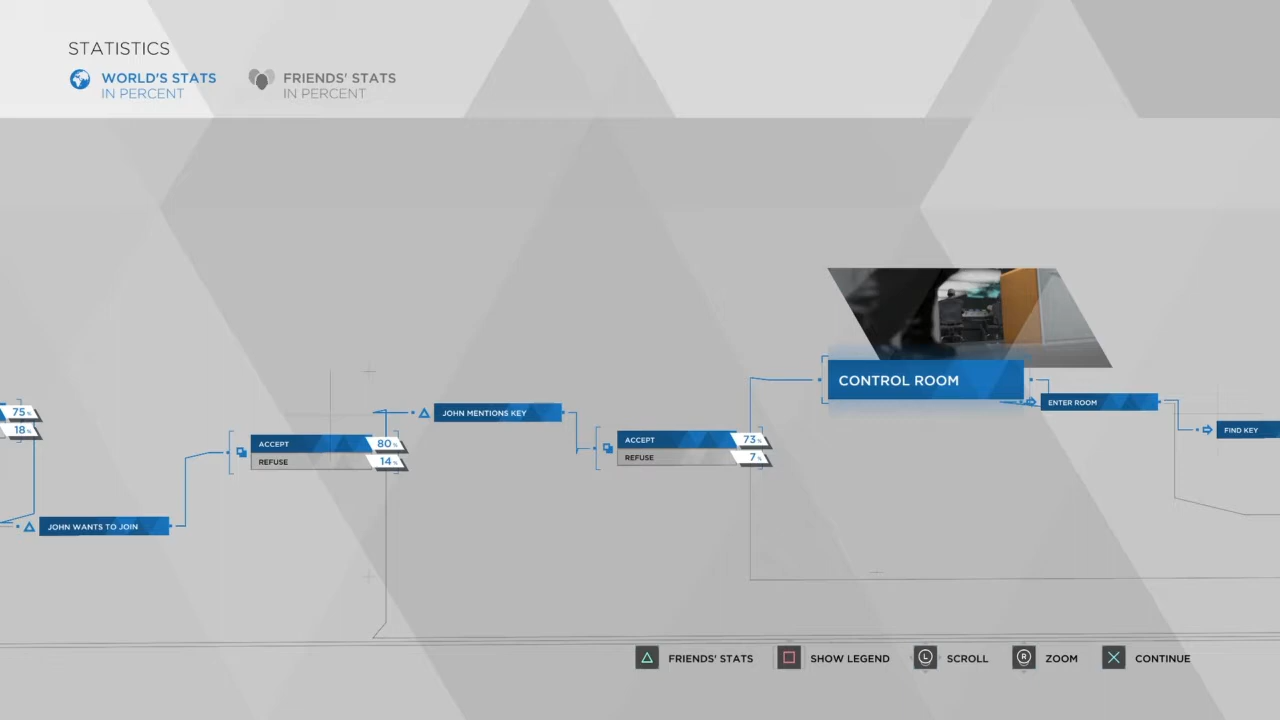 STATISTICS
WORLD'S STATS
IN PERCENT
FRIENDS' STATS
IN PERCENT
CONTROL ROOM
ENTER ROOM
75%
JOHN MENTIONS KEY
18%
FIND KEY
ACCEPT 80%
REFUSE 14%
ACCEPT 73%
REFUSE 7%
JOHN WANTS TO JOIN
FRIENDS' STATS
SHOW LEGEND
L SCROLL
R ZOOM
CONTINUE